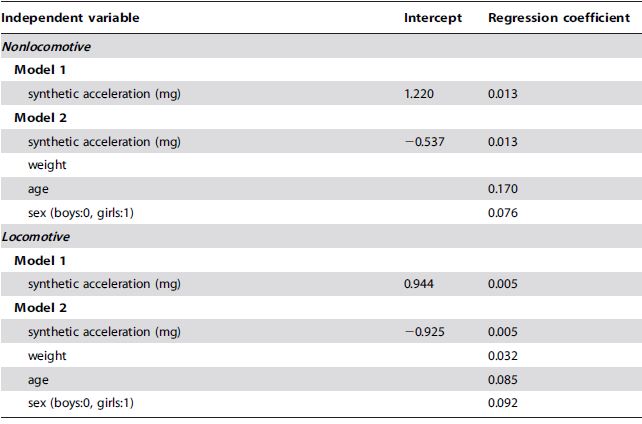 Independent variable Intercept Regression coefficient
Nonlocomotive
Model 1
synthetic acceleration (mg) 1.220 0.013
Model 2
synthetic acceleration (mg) −0.537 0.013
weight
age 0.170
sex (boys:0, girls:1) 0.076
Locomotive
Model 1
synthetic acceleration (mg) 0.944 0.005
Model 2
synthetic acceleration (mg) −0.925 0.005
weight 0.032
age 0.085
sex (boys:0, girls:1) 0.092